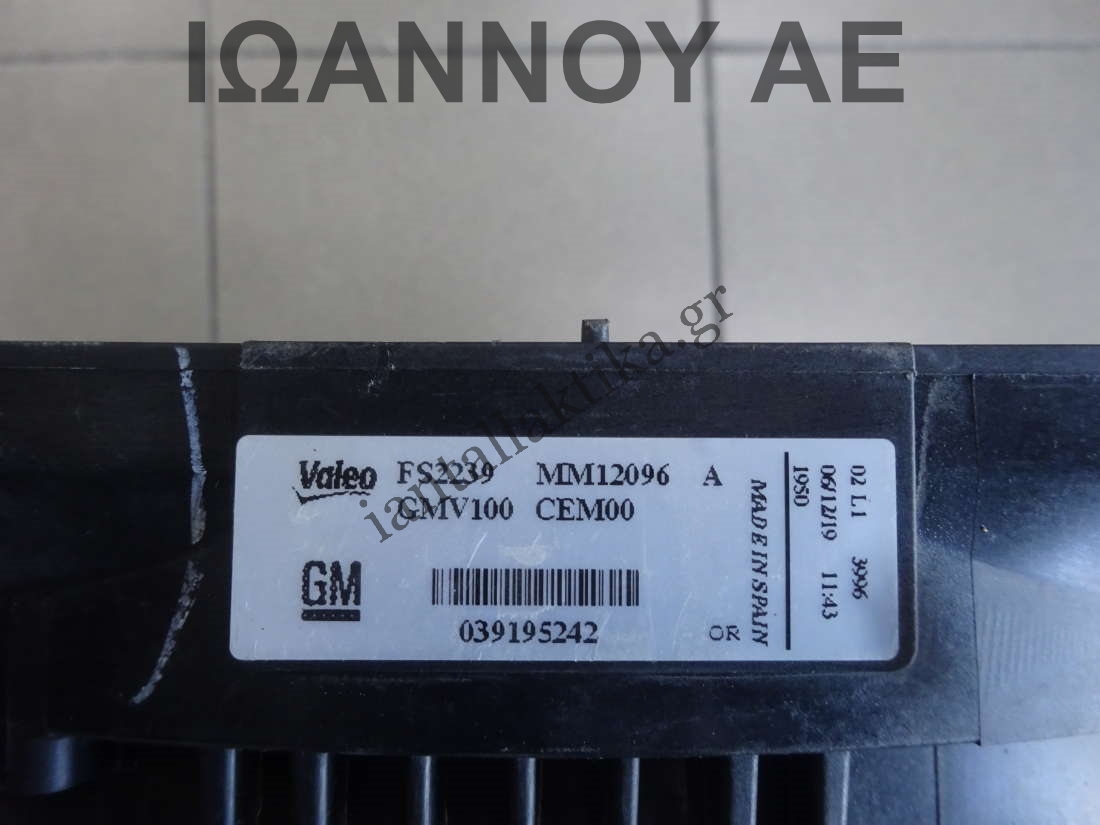 ΙΩΑΝΝΟΥ ΑΕ
iantallaktika.gr
Valeo FS2239 MM12096 A
GMV100 CEM00
GM
039195242
OR
MADE IN SPAIN
02 L1 3996
06/12/19 11:43
1950